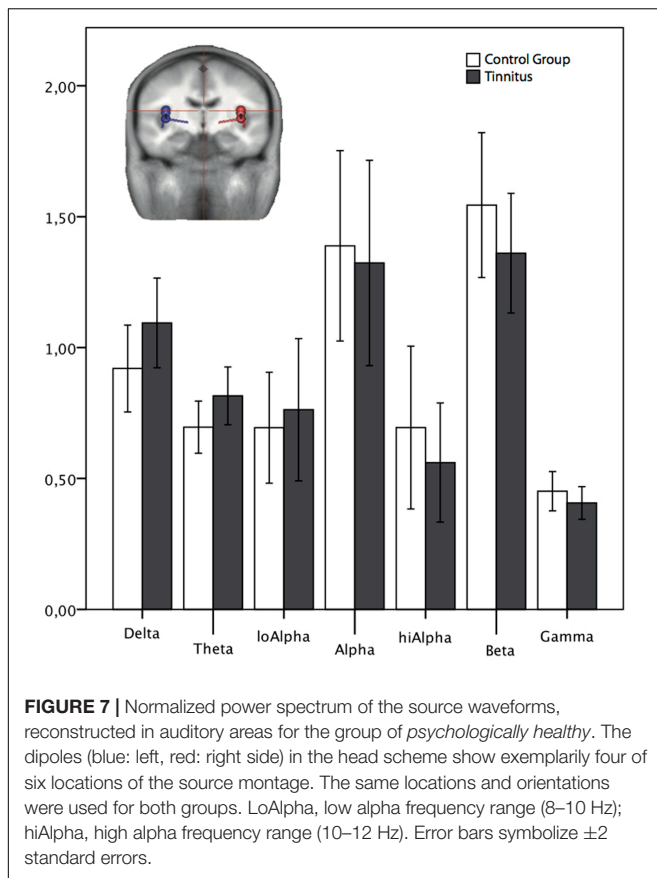 2,00
1,50
1,00
0,50
0,00
Control Group
Tinnitus
Delta
Theta
loAlpha
Alpha
hiAlpha
Beta
Gamma
FIGURE 7 | Normalized power spectrum of the source waveforms,
reconstructed in auditory areas for the group of psychologically healthy. The
dipoles (blue: left, red: right side) in the head scheme show exemplarily four of
six locations of the source montage. The same locations and orientations
were used for both groups. LoAlpha, low alpha frequency range (8–10 Hz);
hiAlpha, high alpha frequency range (10–12 Hz). Error bars symbolize ±2
standard errors.